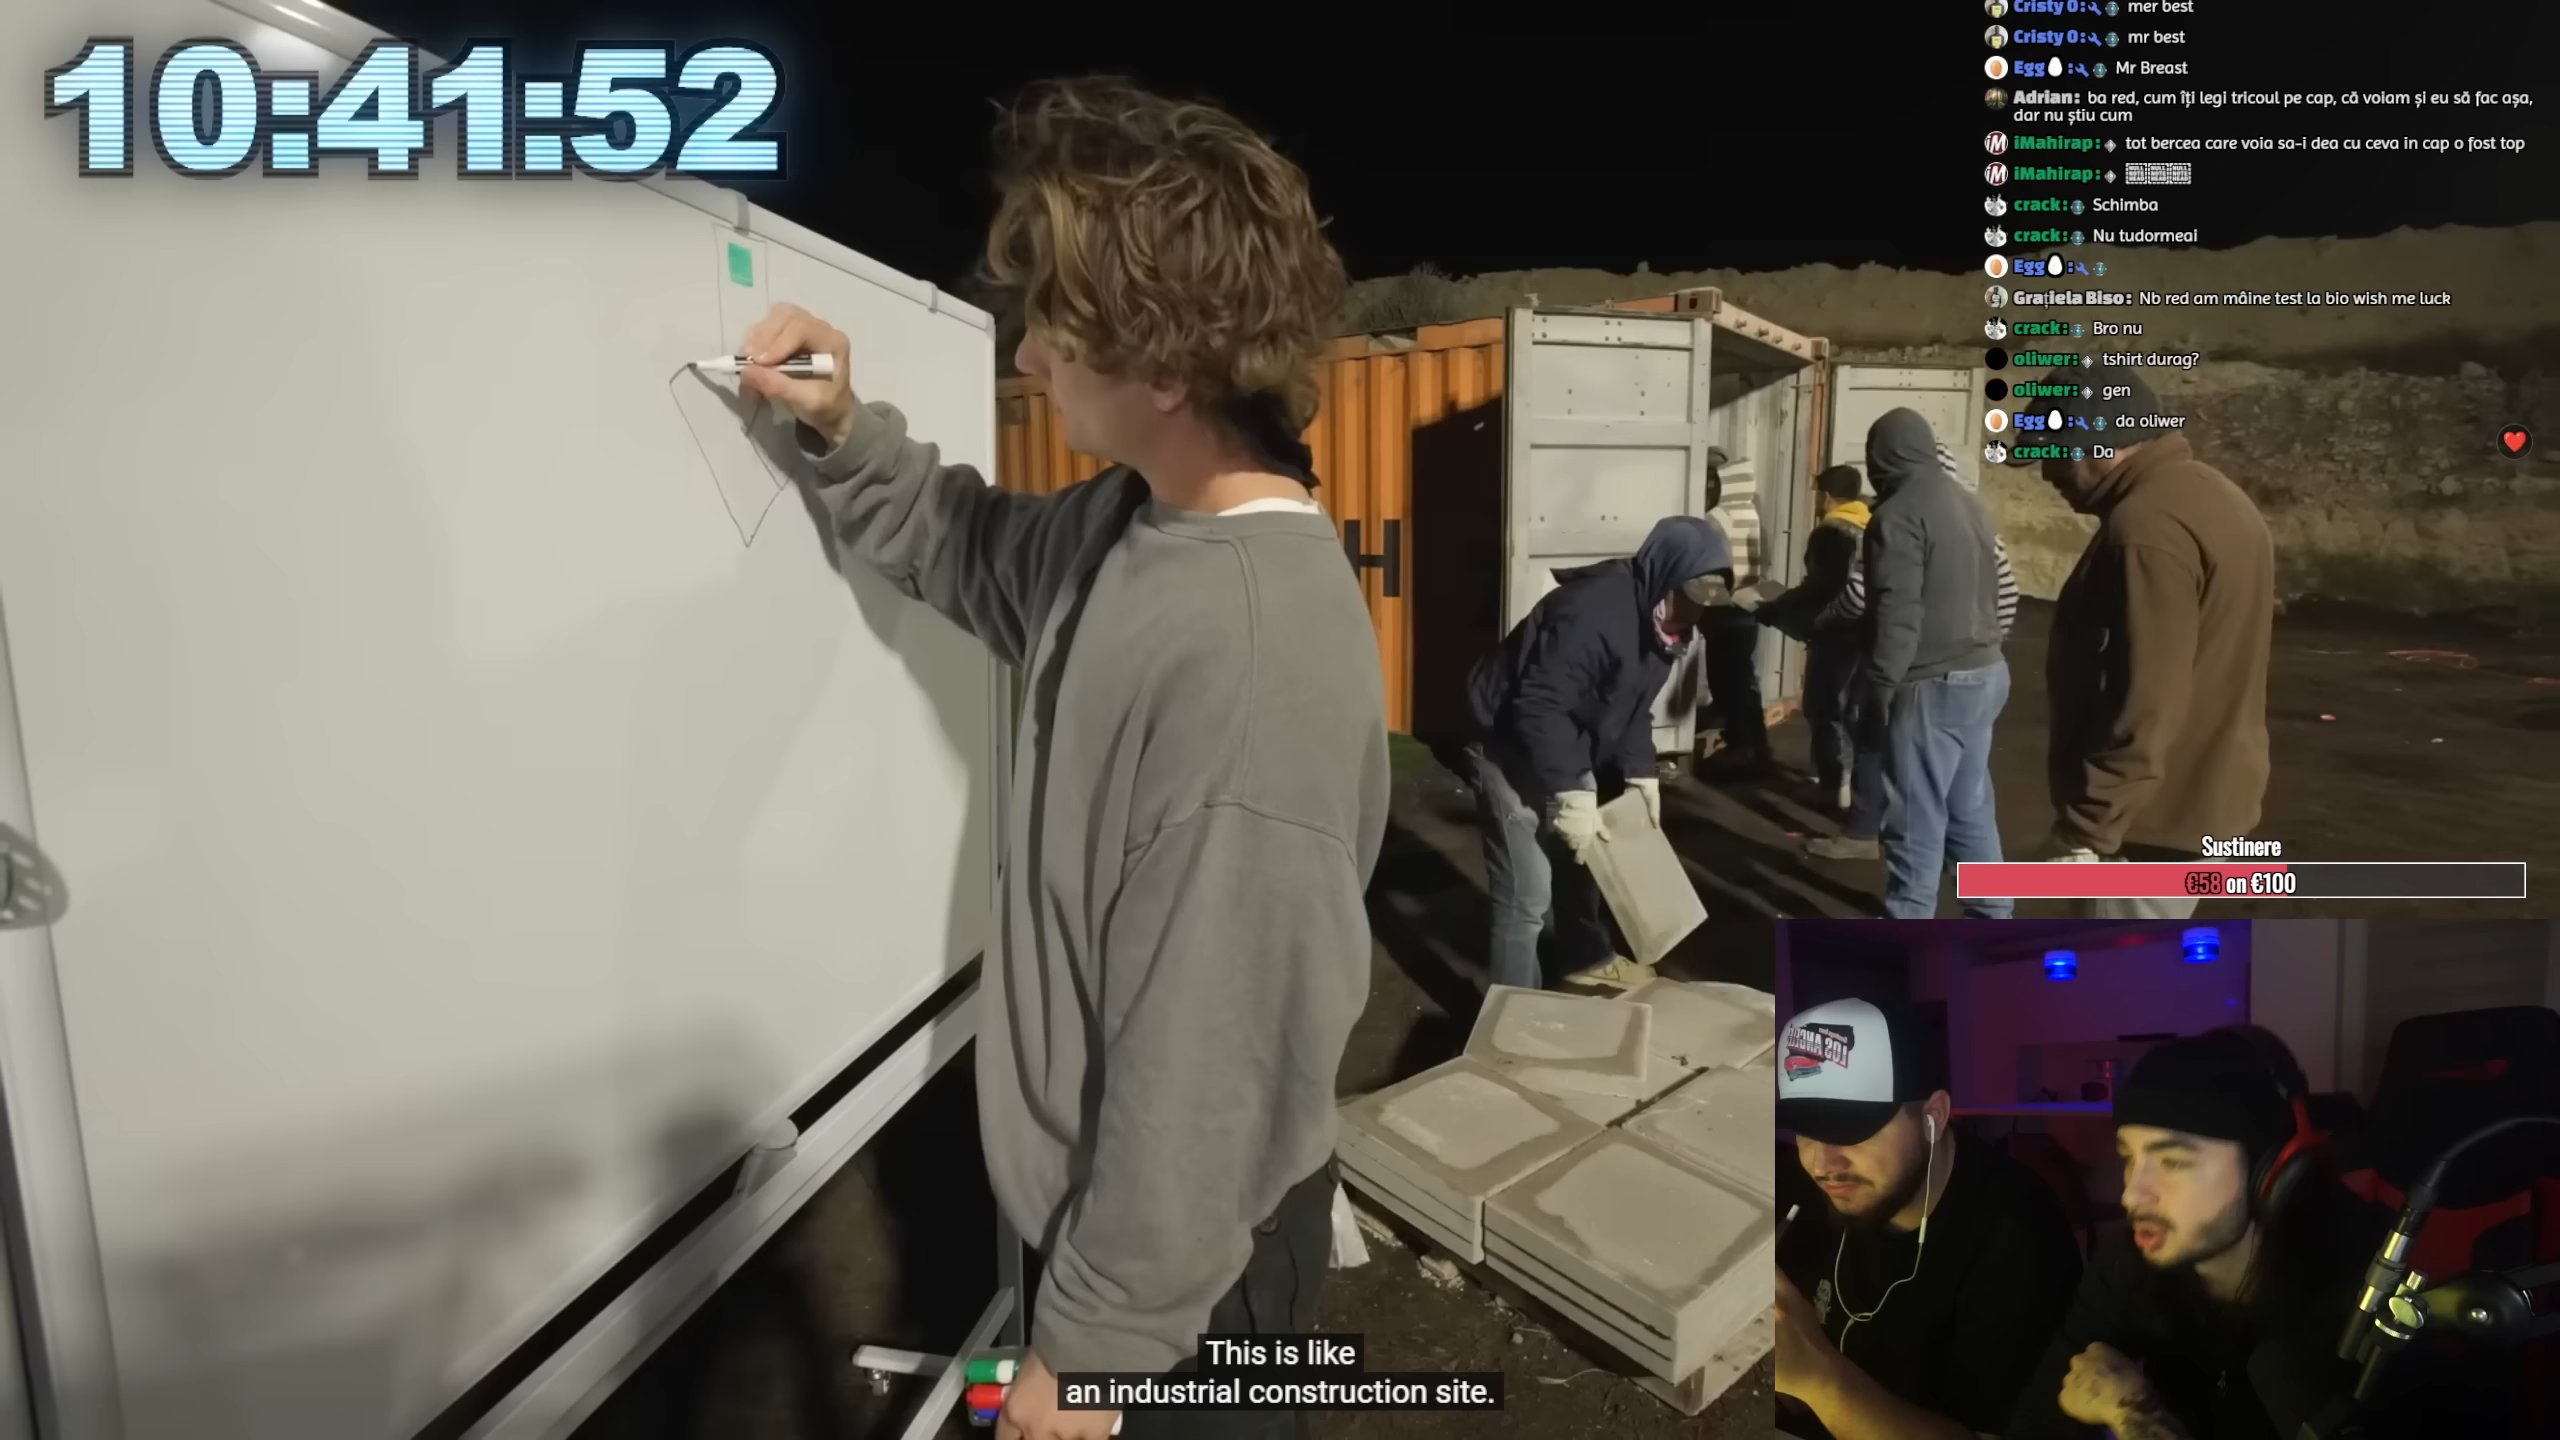 10:41:52
Cristy O: mer best
Cristy O: mr best
Egg🥚: Mr Breast
Adrian: ba red, cum îți legi tricoul pe cap, că voiam și eu să fac așa,
dar nu știu cum
iMahirap: tot bercea care voia sa-i dea cu ceva in cap o fost top
iMahirap:
crack: Schimba
crack: Nu tudormeai
Egg🥚:
Grațiela Biso: Nb red am mâine test la bio wish me luck
crack: Bro nu
oliwer: tshirt durag?
oliwer: gen
Egg🥚: da oliwer
crack: Da
H
Sustinere
€58 on €100
LOS ANGELES
This is like
an industrial construction site.